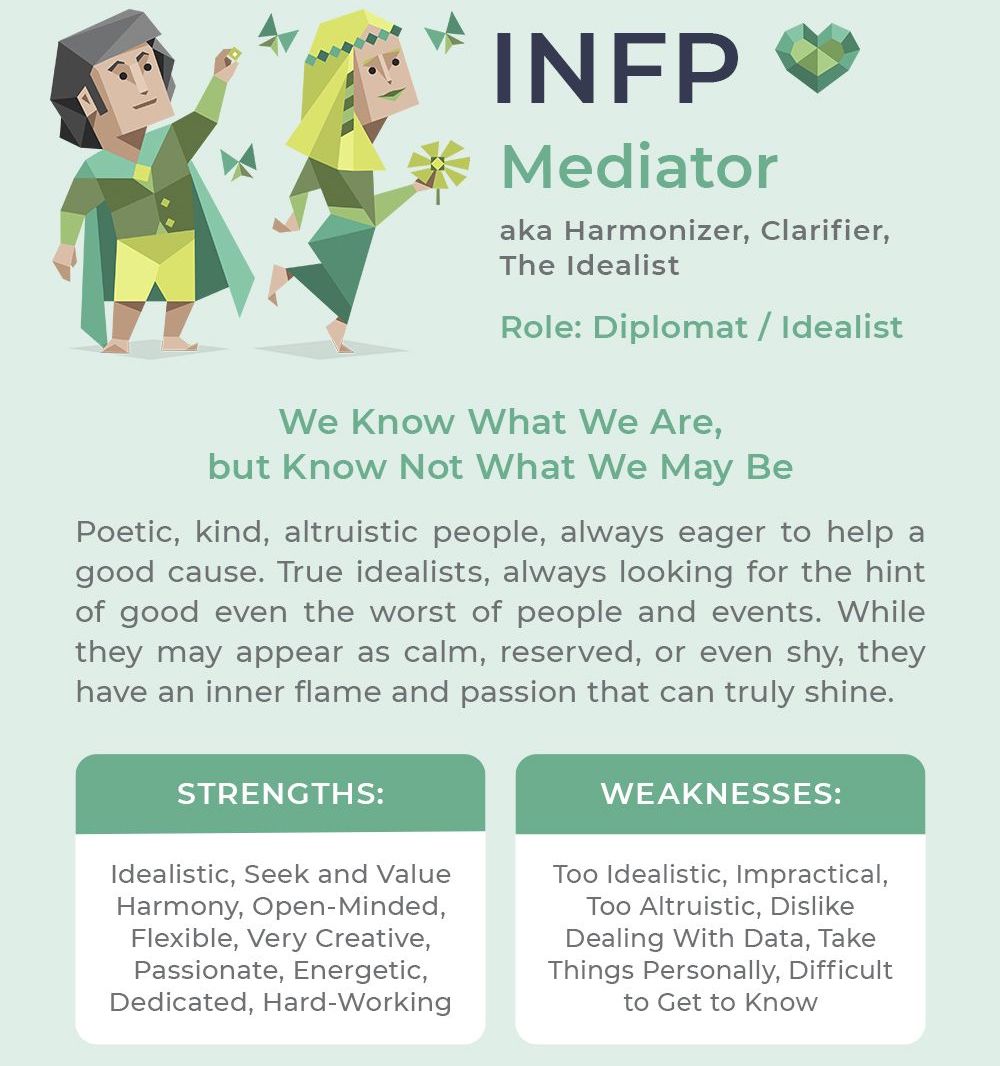 INFP
Mediator
aka Harmonizer, Clarifier,
The Idealist
Role: Diplomat / Idealist
We Know What We Are,
but Know Not What We May Be
Poetic, kind, altruistic people, always eager to help a
good cause. True idealists, always looking for the hint
of good even the worst of people and events. While
they may appear as calm, reserved, or even shy, they
have an inner flame and passion that can truly shine.
STRENGTHS:
Idealistic, Seek and Value
Harmony, Open-Minded,
Flexible, Very Creative,
Passionate, Energetic,
Dedicated, Hard-Working
WEAKNESSES:
Too Idealistic, Impractical,
Too Altruistic, Dislike
Dealing With Data, Take
Things Personally, Difficult
to Get to Know